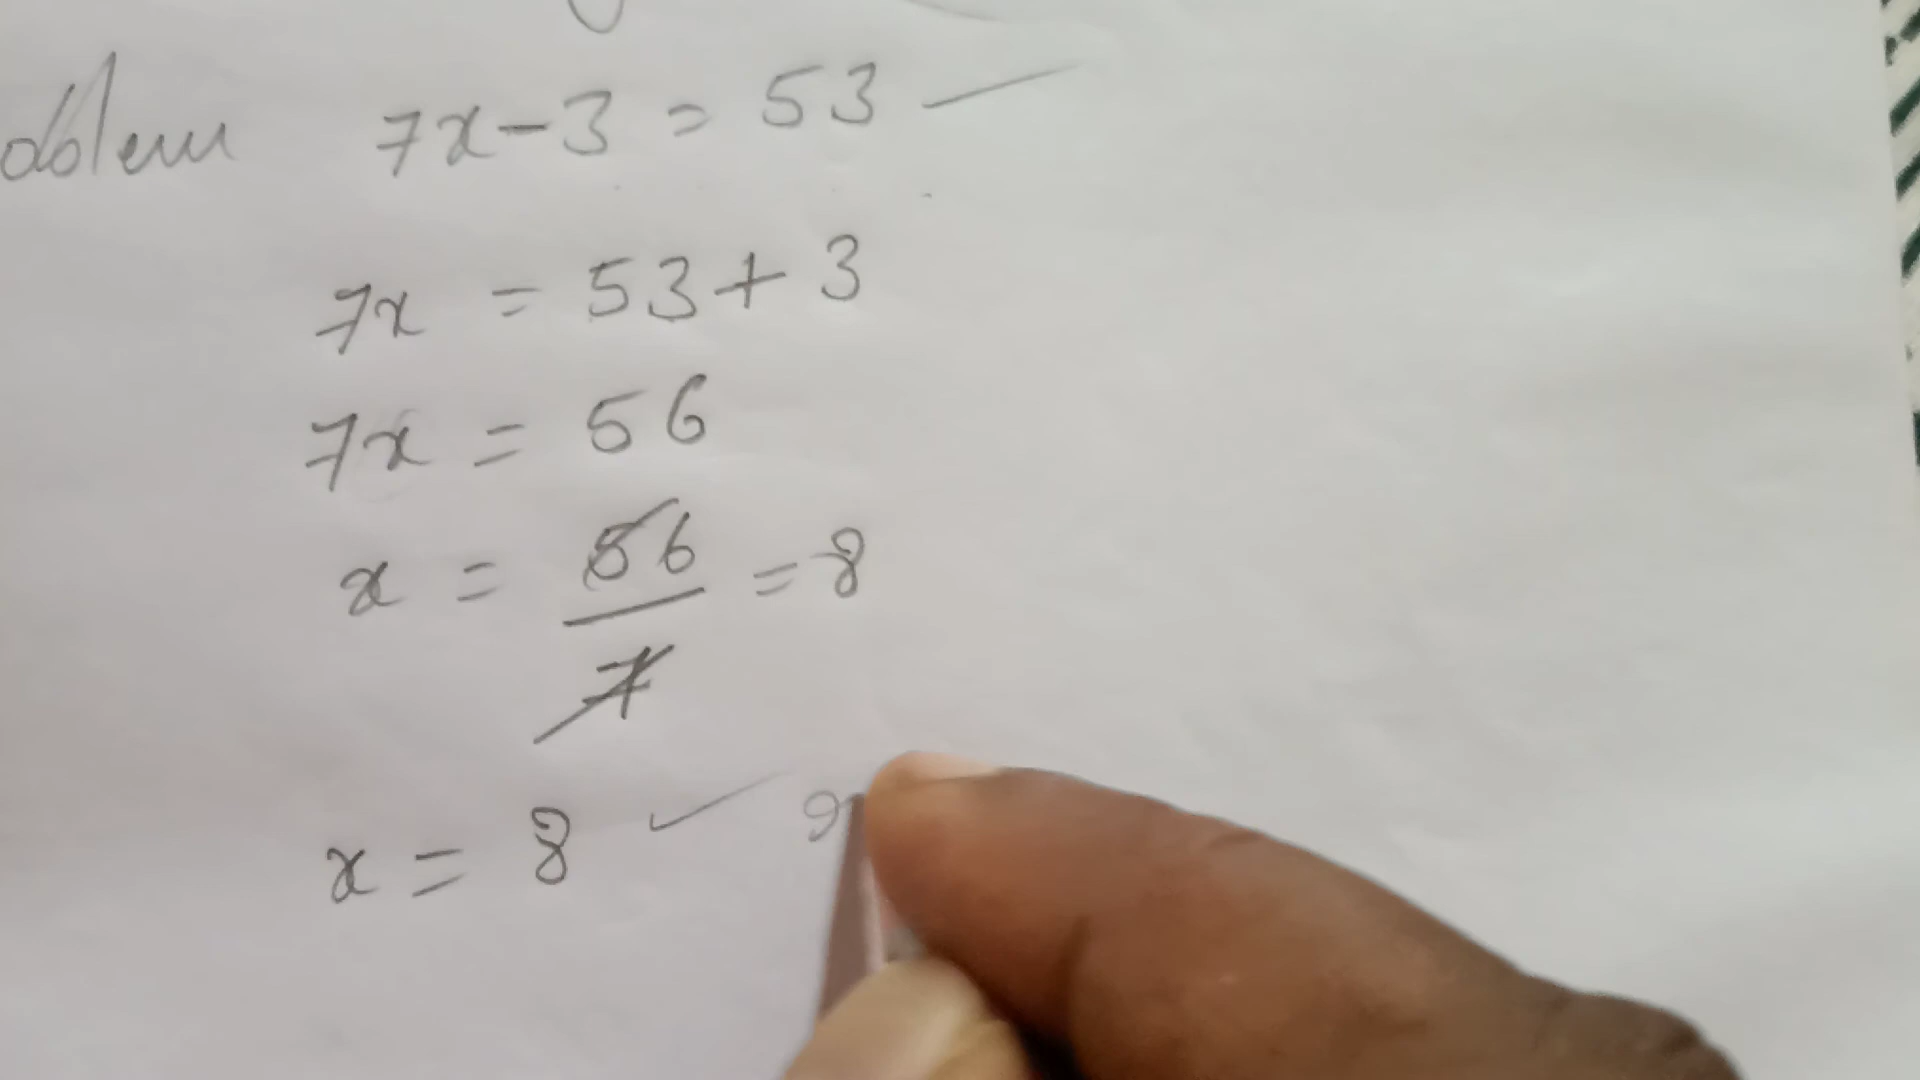 7x - 3 = 53
7x = 53 + 3
7x = 56
x = 56/7 = 8
x = 8 ✓